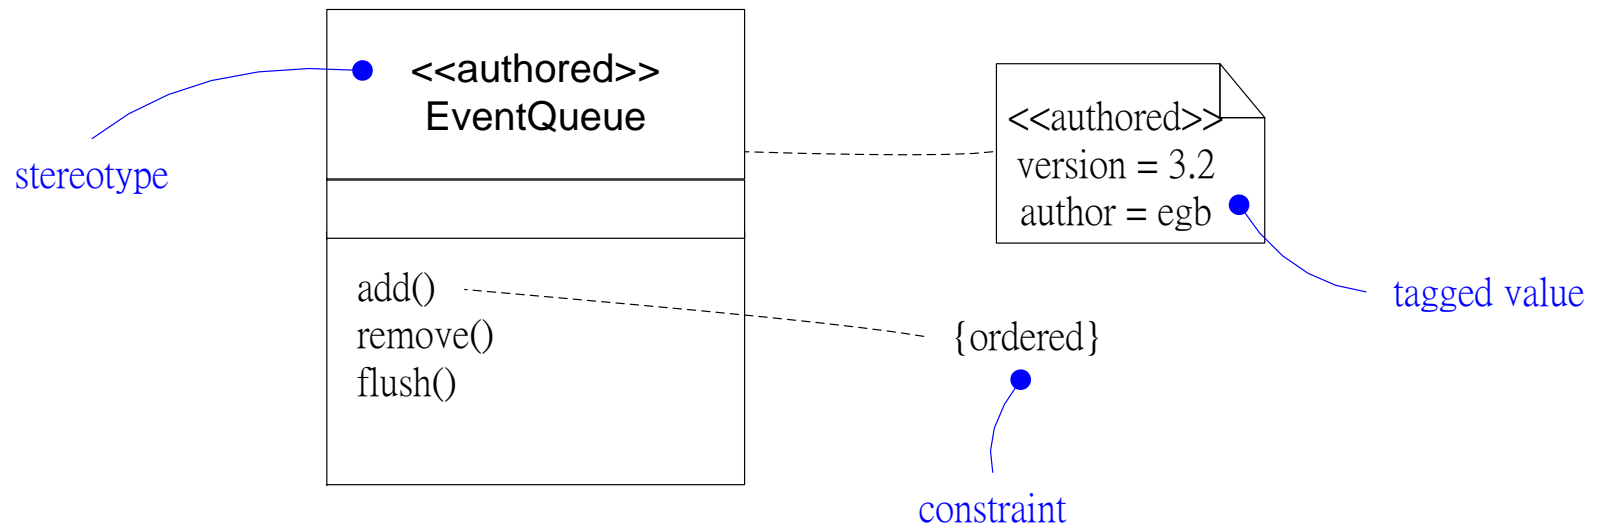 <<authored>>
EventQueue
stereotype
<<authored>>
version = 3.2
author = egb
tagged value
add()
remove()
flush()
{ordered}
constraint